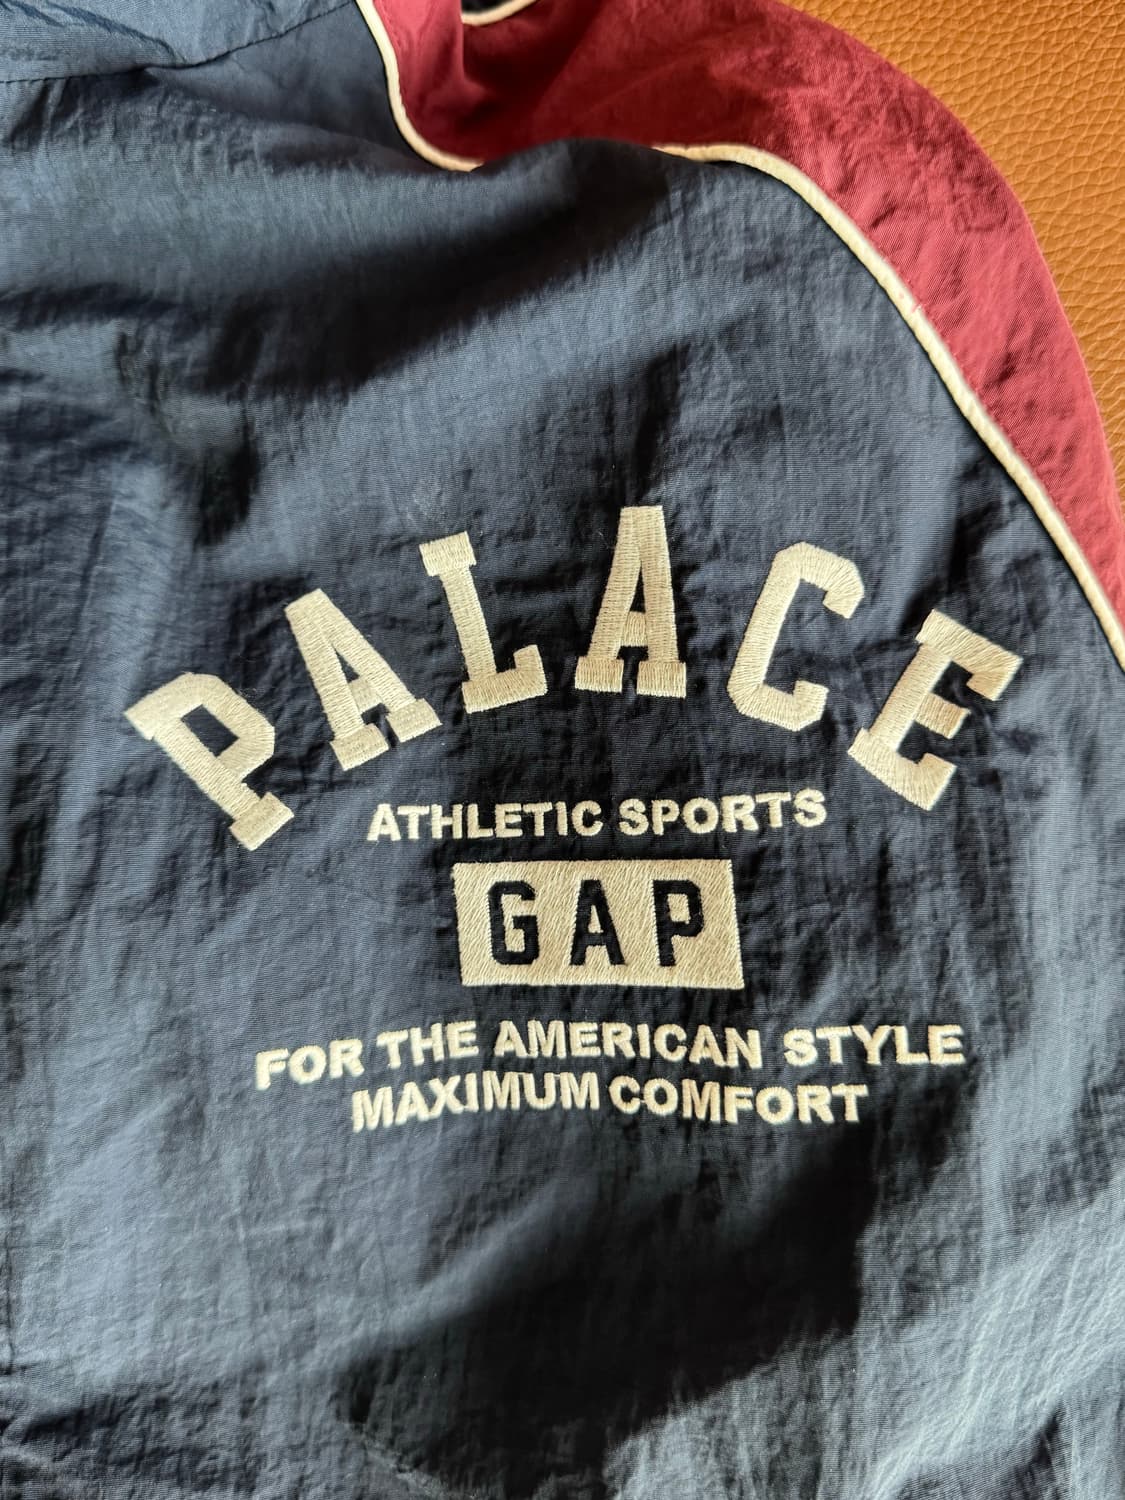 PALACE
ATHLETIC SPORTS
GAP
FOR THE AMERICAN STYLE
MAXIMUM COMFORT